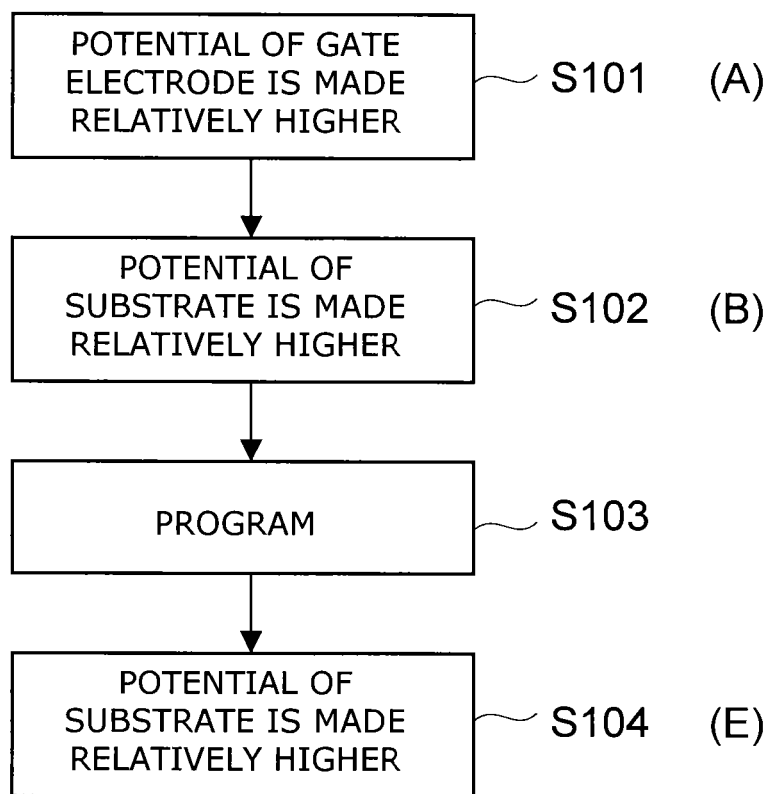 POTENTIAL OF GATE
ELECTRODE IS MADE
RELATIVELY HIGHER
S101 (A)
POTENTIAL OF
SUBSTRATE IS MADE
RELATIVELY HIGHER
S102 (B)
PROGRAM
S103
POTENTIAL OF
SUBSTRATE IS MADE
RELATIVELY HIGHER
S104 (E)